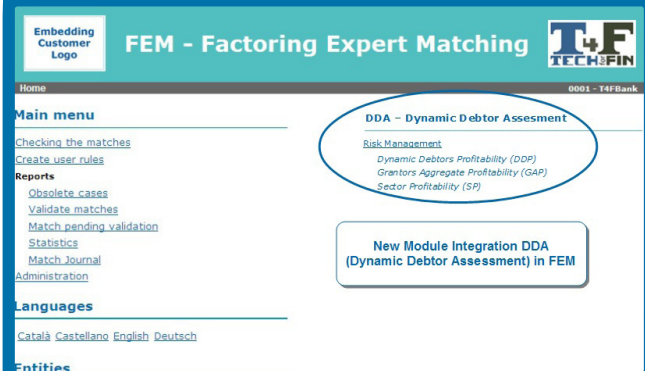 Embedding
Customer
Logo
FEM - Factoring Expert Matching
T4F
TECH4FIN
Home
0001 - T4FBank
Main menu
Checking the matches
Create user rules
Reports
Obsolete cases
Validate matches
Match pending validation
Statistics
Match Journal
Administration
Languages
Català Castellano English Deutsch
Entities
DDA – Dynamic Debtor Assesment
Risk Management
Dynamic Debtors Profitability (DDP)
Grantors Aggregate Profitability (GAP)
Sector Profitability (SP)
New Module Integration DDA
(Dynamic Debtor Assessment) in FEM